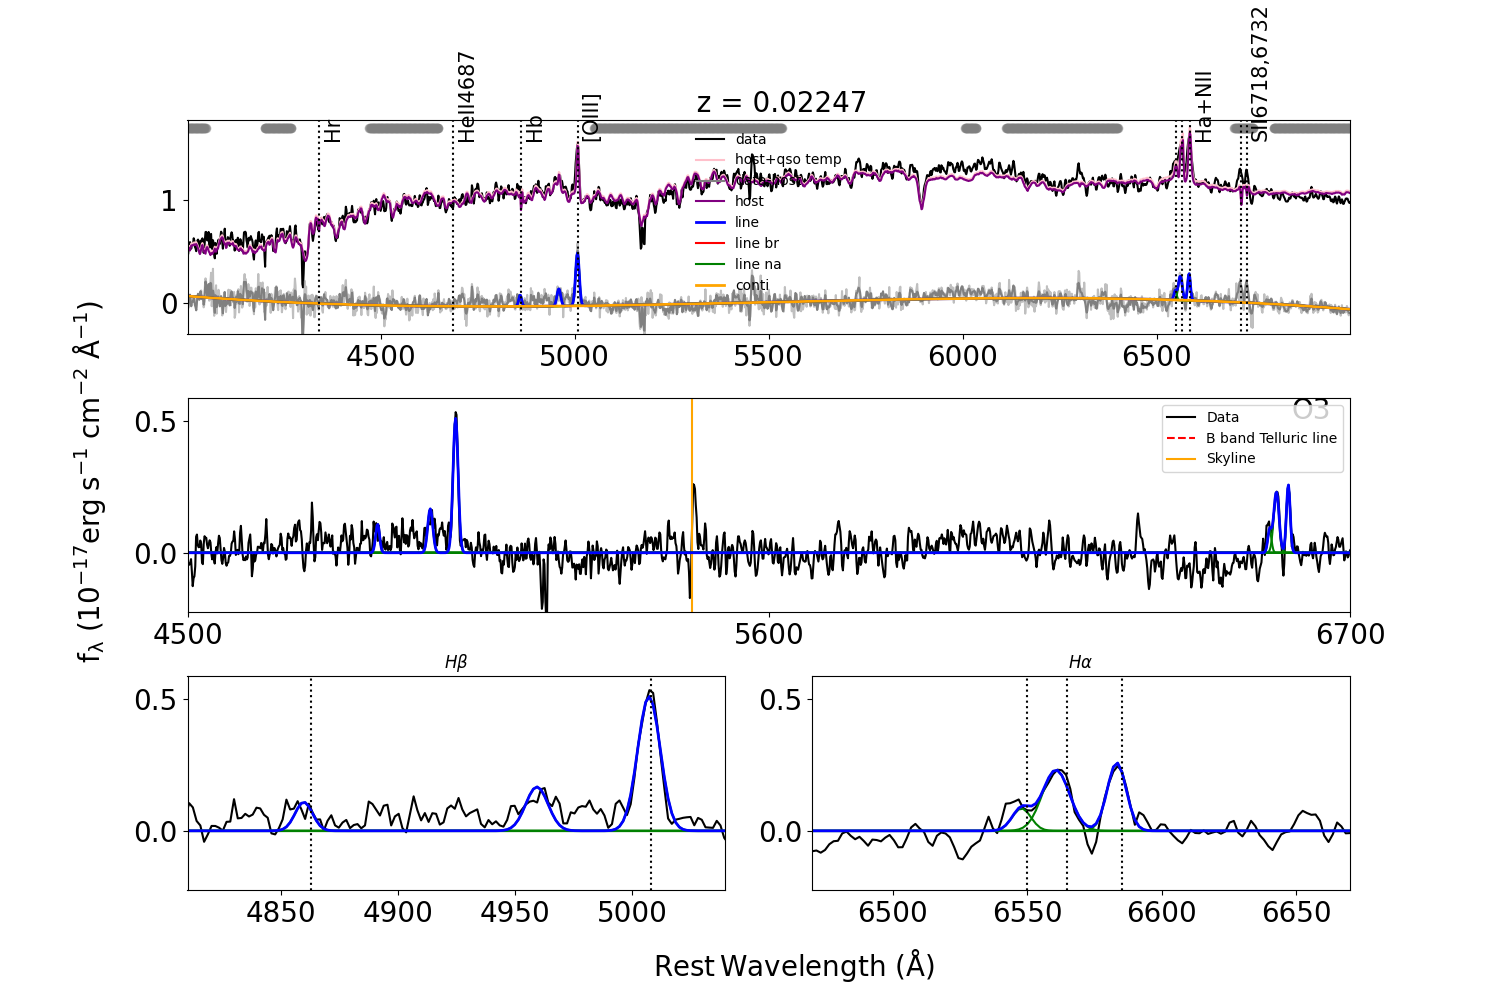 z = 0.02247
Hr
HeII4687
Hb
[OIII]
Ha+NII
SII6718,6732
data
host+qso temp
host
line
line br
line na
conti
1
0
4500
5000
5500
6000
6500
fλ (10⁻¹⁷erg s⁻¹ cm⁻² Å⁻¹)
O3
Data
B band Telluric line
Skyline
0.5
0.0
4500
5600
6700
Hβ
0.5
0.0
4850
4900
4950
5000
Hα
0.5
0.0
6500
6550
6600
6650
Rest Wavelength (Å)